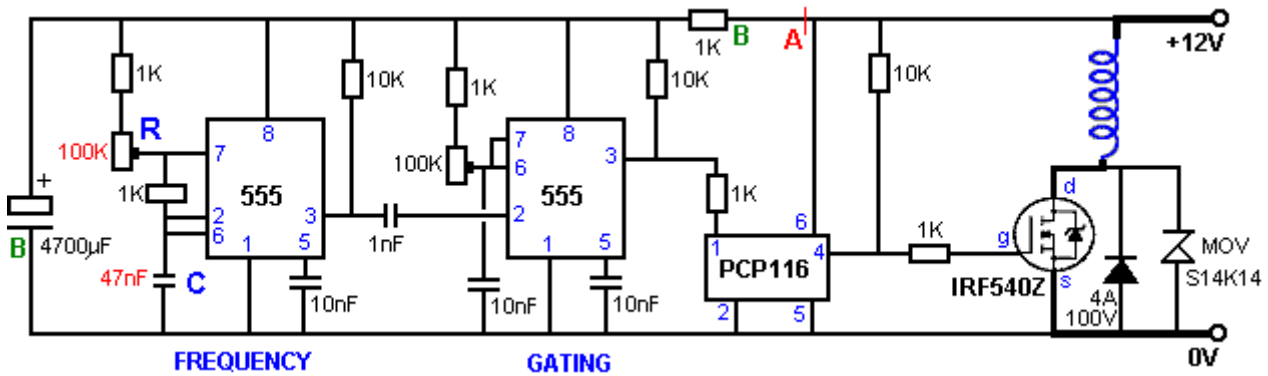 +12V
1K
B
A
1K
10K
1K
10K
10K
R
100K
7
8
1K
555
2
6
3
1
5
+
4700µF
B
47nF
C
10nF
1nF
100K
7
6
8
3
555
2
1
5
10nF
10nF
1K
6
1
4
PCP116
2
5
1K
d
g
s
IRF540Z
4A
100V
MOV
S14K14
FREQUENCY
GATING
0V